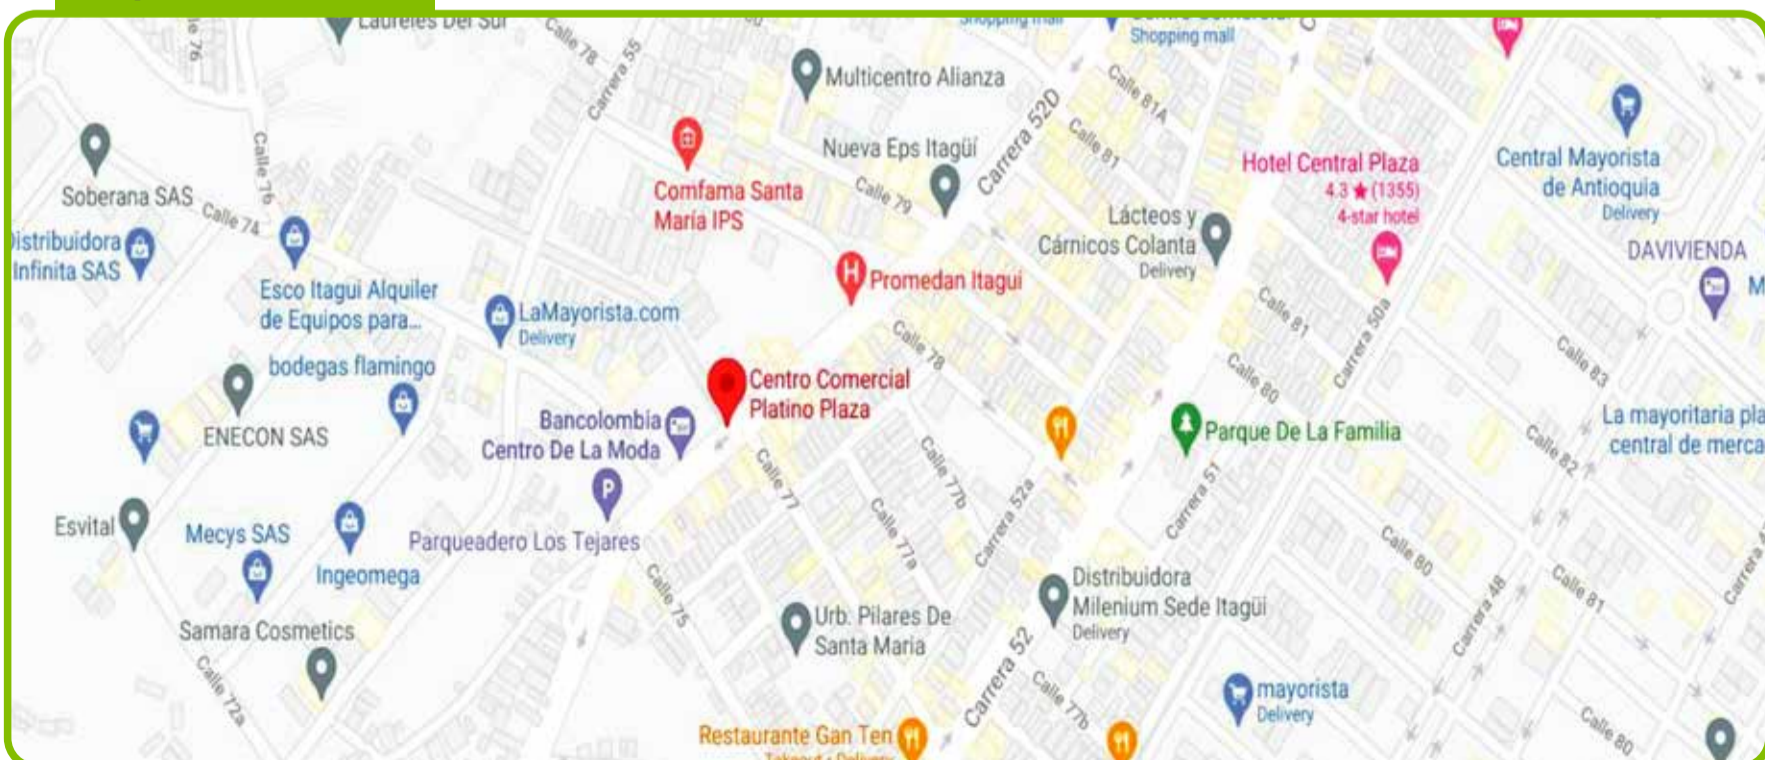 Laureles Del Sur
Calle 78
Carrera 55
Shopping mall
Shopping mall
Multicentro Alianza
Calle 81A
Carrera 52D
Calle 81
Calle 76
Nueva Eps Itagüí
Hotel Central Plaza
4.3 ★ (1355)
4-star hotel
Central Mayorista
de Antioquia
Delivery
Soberana SAS
Calle 74
Comfama Santa
María IPS
Calle 79
Lácteos y
Cárnicos Colanta
Delivery
DAVIVIENDA
Infinita SAS
Esco Itagui Alquiler
de Equipos para...
Promedan Itagui
LaMayorista.com
Delivery
Calle 81
Carrera 50a
Calle 78
Calle 83
bodegas flamingo
Centro Comercial
Platino Plaza
Calle 80
Bancolombia
Centro De La Moda
ENECON SAS
Parque De La Familia
La mayoritaria
central de
Calle 82
Calle 77
Calle 77b
Calle 77a
Carrera 52a
Carrera 51
Esvital
Mecys SAS
Parqueadero Los Tejares
Ingeomega
Calle 75
Calle 80
Distribuidora
Milenium Sede Itagüi
Delivery
Calle 81
Carrera 48
Carrera
Samara Cosmetics
Urb. Pilares De
Santa Maria
Calle 72a
Carrera 52
Calle 77b
mayorista
Delivery
Calle 80
Restaurante Gan Ten